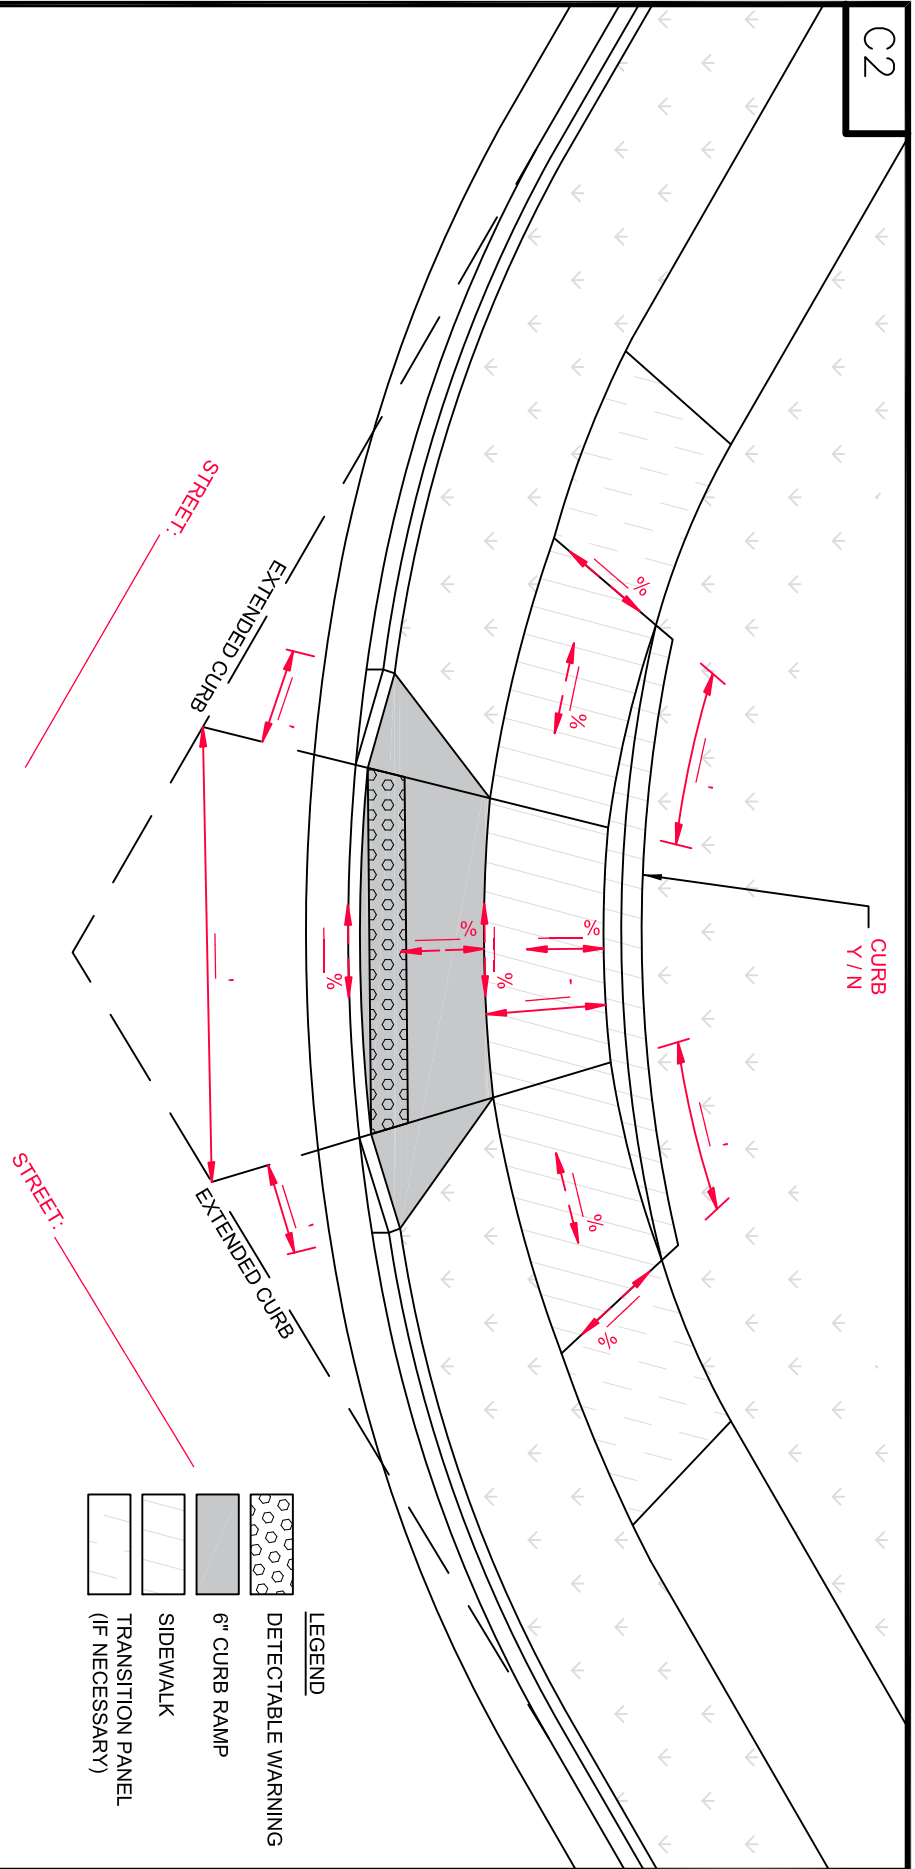 C2
CURB
Y / N
%
%
%
%
%
%
%
%
STREET:
EXTENDED CURB
EXTENDED CURB
STREET:
LEGEND
DETECTABLE WARNING
6" CURB RAMP
SIDEWALK
TRANSITION PANEL
(IF NECESSARY)